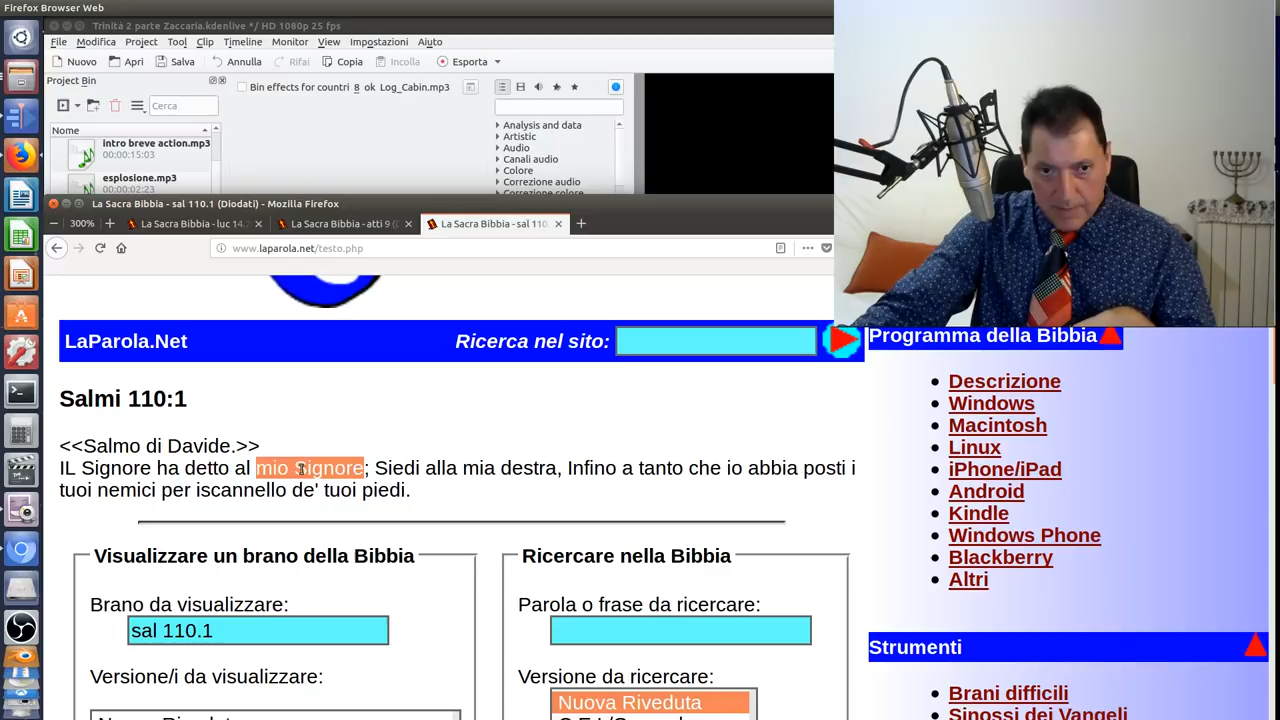 Firefox Browser Web
Trinità 2 parte Zaccaria.kdenlive */ HD 1080p 25 fps
File Modifica Project Tool Clip Timeline Monitor View Impostazioni Aiuto
Nuovo Apri Salva Annulla Rifai Copia Incolla Esporta
Project Bin
Bin effects for countri 8 ok Log_Cabin.mp3
Cerca
Nome
intro breve action.mp3
00:00:15:03
esplosione.mp3
00:00:02:23
Analysis and data
Artistic
Audio
Canali audio
Colore
Correzione audio
Correzione colore
La Sacra Bibbia - sal 110.1 (Diodati) - Mozilla Firefox
300%
La Sacra Bibbia - luc 14.
La Sacra Bibbia - atti 9 (
La Sacra Bibbia - sal 110.
www.laparola.net/testo.php
LaParola.Net
Ricerca nel sito:
Salmi 110:1
<<Salmo di Davide.>>
IL Signore ha detto al mio Signore; Siedi alla mia destra, Infino a tanto che io abbia posti i
tuoi nemici per iscannello de' tuoi piedi.
Visualizzare un brano della Bibbia
Brano da visualizzare:
sal 110.1
Versione/i da visualizzare:
Nuova Riveduta
Ricercare nella Bibbia
Parola o frase da ricercare:
Versione da ricercare:
Nuova Riveduta
Programma della Bibbia
Descrizione
Windows
Macintosh
Linux
iPhone/iPad
Android
Kindle
Windows Phone
Blackberry
Altri
Strumenti
Brani difficili
Sinossi dei Vangeli